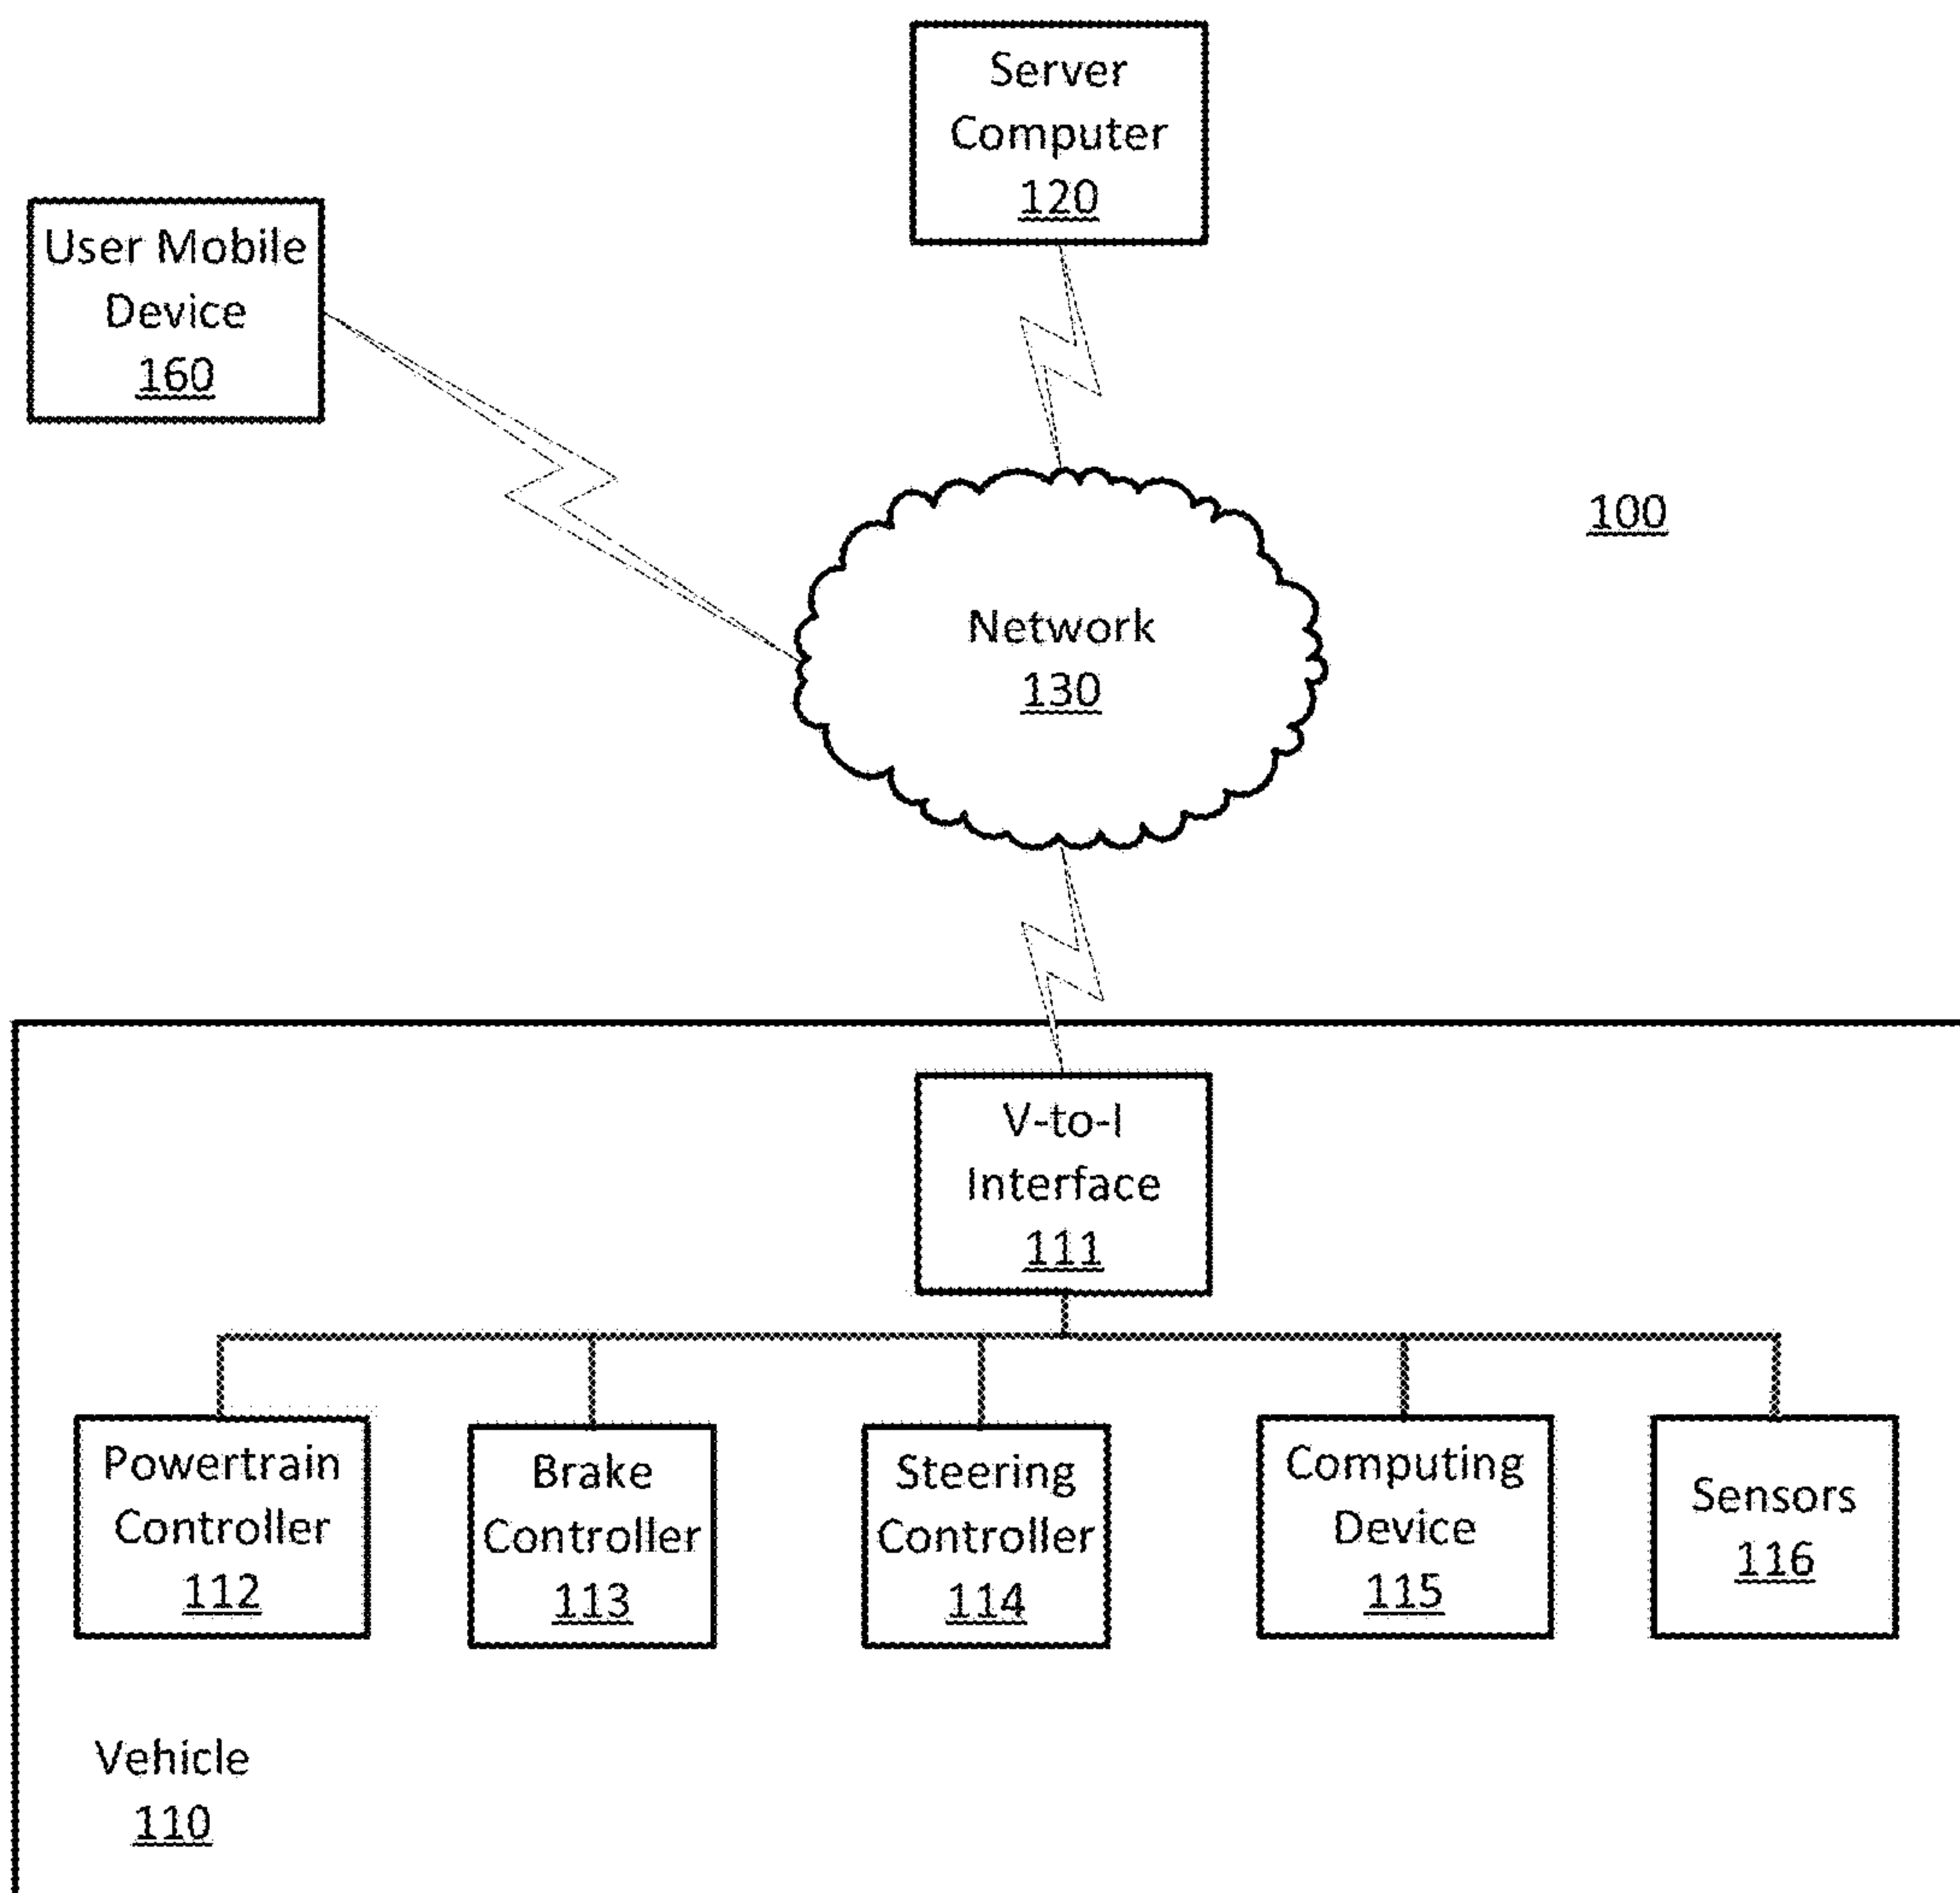 Server
Computer
120
User Mobile
Device
160
100
Network
130
V-to-I
Interface
111
Powertrain
Controller
112
Brake
Controller
113
Steering
Controller
114
Computing
Device
115
Sensors
116
Vehicle
110